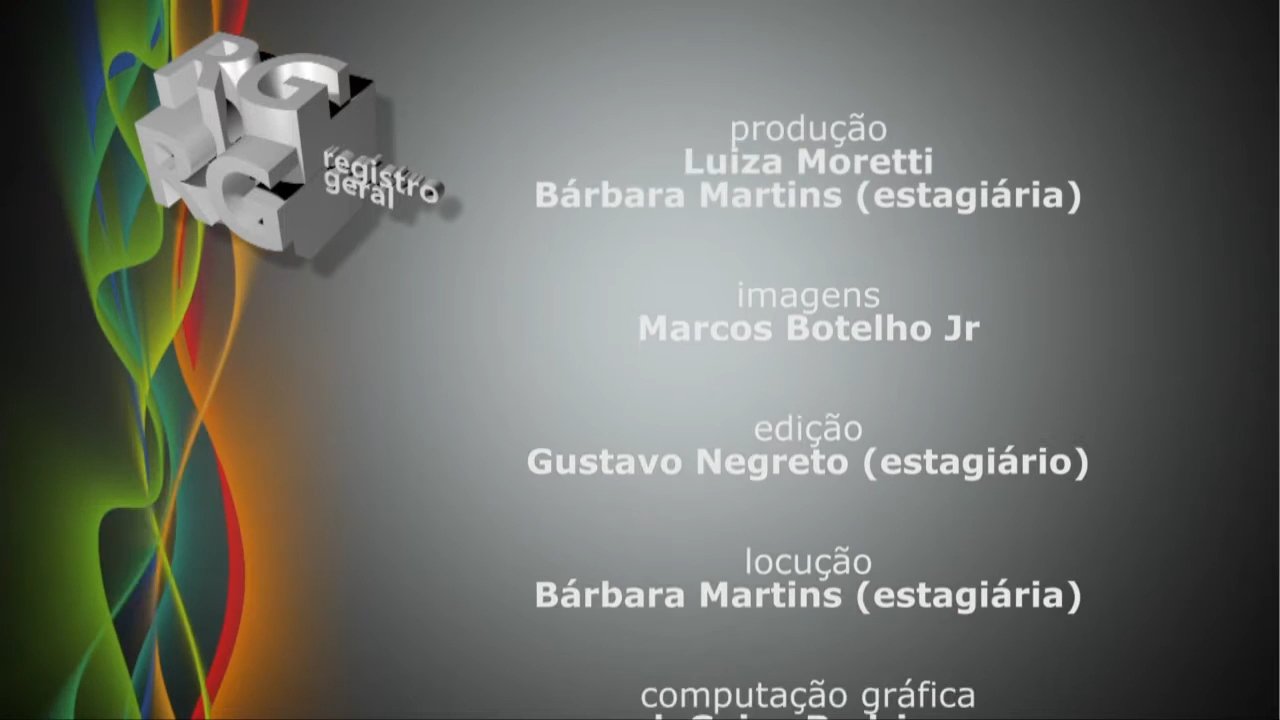 RG
RG
registro
geral
produção
Luiza Moretti
Bárbara Martins (estagiária)
imagens
Marcos Botelho Jr
edição
Gustavo Negreto (estagiário)
locução
Bárbara Martins (estagiária)
computação gráfica